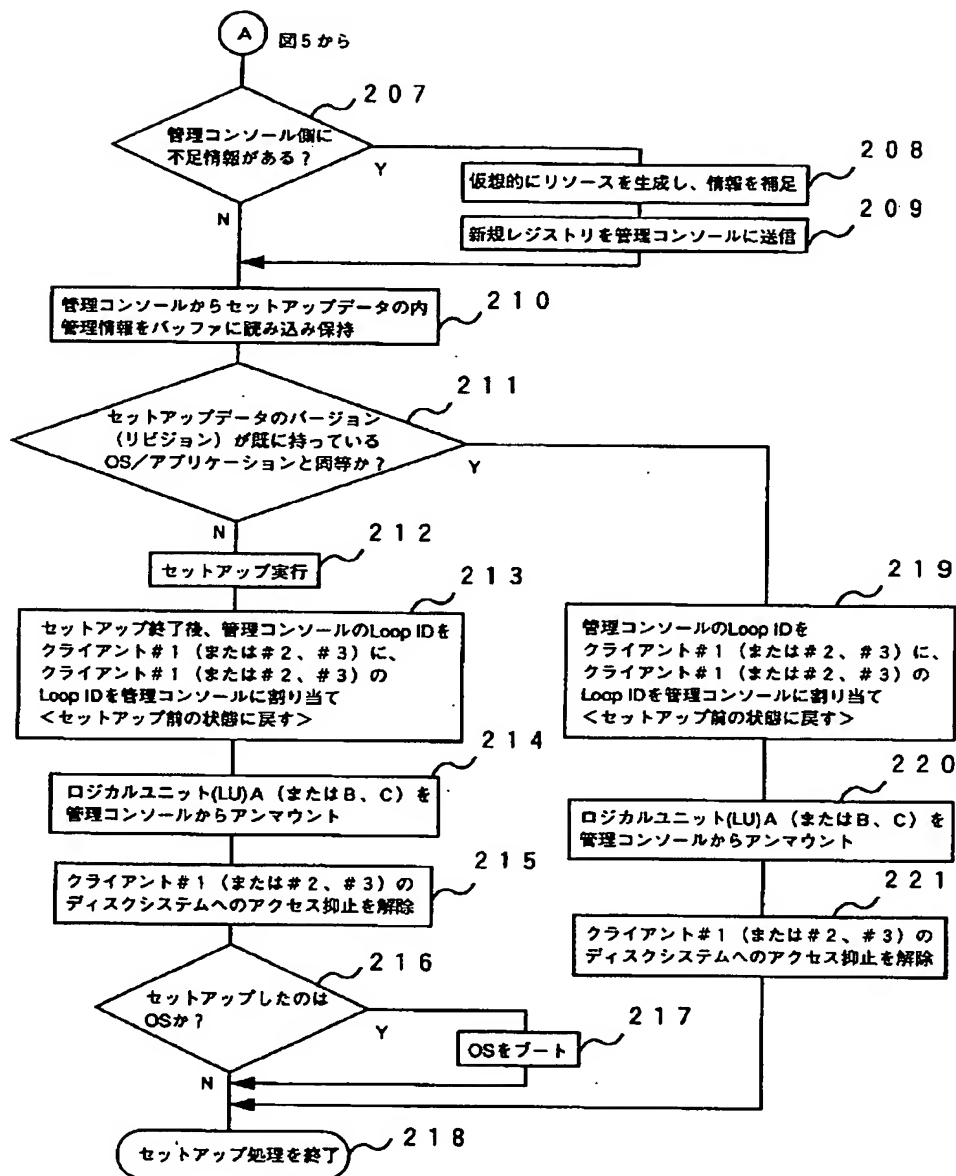 A 図5から
207
管理コンソール側に
不足情報がある？
Y
N
208
仮想的にリソースを生成し、情報を補足
209
新規レジストリを管理コンソールに送信
210
管理コンソールからセットアップデータの内
管理情報をバッファに読み込み保持
211
セットアップデータのバージョン
（リビジョン）が既に持っている
OS／アプリケーションと同等か？
Y
N
212
セットアップ実行
213
セットアップ終了後、管理コンソールのLoop IDを
クライアント＃1（または＃2、＃3）に、
クライアント＃1（または＃2、＃3）の
Loop IDを管理コンソールに割り当て
＜セットアップ前の状態に戻す＞
214
ロジカルユニット(LU)A（またはB、C）を
管理コンソールからアンマウント
215
クライアント＃1（または＃2、＃3）の
ディスクシステムへのアクセス抑止を解除
216
セットアップしたのは
OSか？
Y
N
217
OSをブート
219
管理コンソールのLoop IDを
クライアント＃1（または＃2、＃3）に、
クライアント＃1（または＃2、＃3）の
Loop IDを管理コンソールに割り当て
＜セットアップ前の状態に戻す＞
220
ロジカルユニット(LU)A（またはB、C）を
管理コンソールからアンマウント
221
クライアント＃1（または＃2、＃3）の
ディスクシステムへのアクセス抑止を解除
218
セットアップ処理を終了